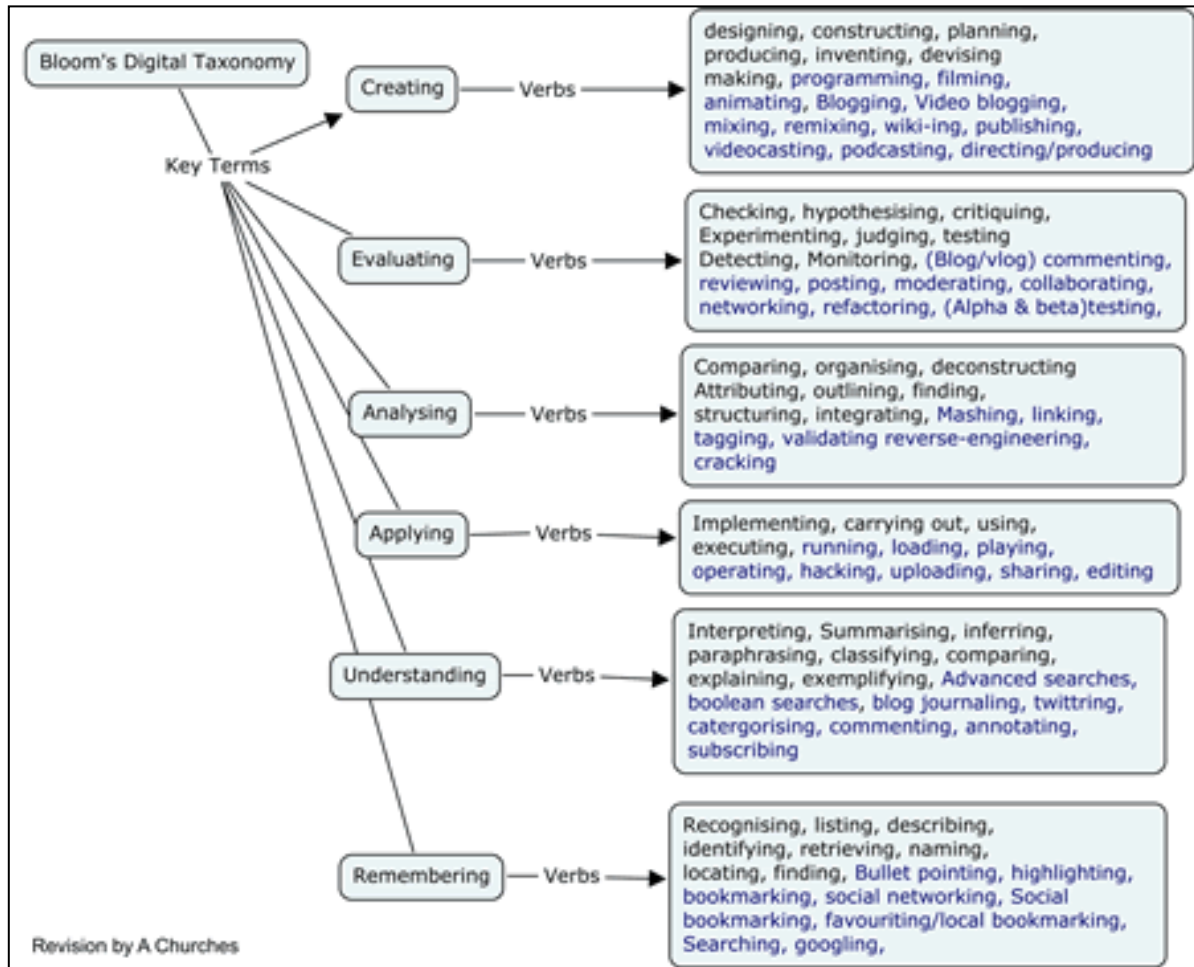 Bloom's Digital Taxonomy
Key Terms
Creating
Verbs
designing, constructing, planning,
producing, inventing, devising
making, programming, filming,
animating, Blogging, Video blogging,
mixing, remixing, wiki-ing, publishing,
videocasting, podcasting, directing/producing
Evaluating
Verbs
Checking, hypothesising, critiquing,
Experimenting, judging, testing
Detecting, Monitoring, (Blog/vlog) commenting,
reviewing, posting, moderating, collaborating,
networking, refactoring, (Alpha & beta)testing,
Analysing
Verbs
Comparing, organising, deconstructing
Attributing, outlining, finding,
structuring, integrating, Mashing, linking,
tagging, validating reverse-engineering,
cracking
Applying
Verbs
Implementing, carrying out, using,
executing, running, loading, playing,
operating, hacking, uploading, sharing, editing
Understanding
Verbs
Interpreting, Summarising, inferring,
paraphrasing, classifying, comparing,
explaining, exemplifying, Advanced searches,
boolean searches, blog journaling, twittring,
catergorising, commenting, annotating,
subscribing
Remembering
Verbs
Recognising, listing, describing,
identifying, retrieving, naming,
locating, finding, Bullet pointing, highlighting,
bookmarking, social networking, Social
bookmarking, favouriting/local bookmarking,
Searching, googling,
Revision by A Churches